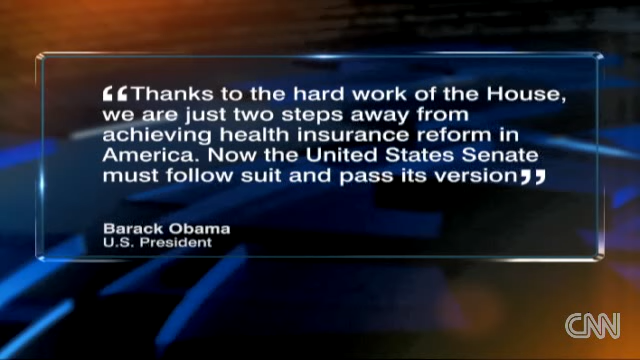 “Thanks to the hard work of the House,
we are just two steps away from
achieving health insurance reform in
America. Now the United States Senate
must follow suit and pass its version”
Barack Obama
U.S. President
CNN